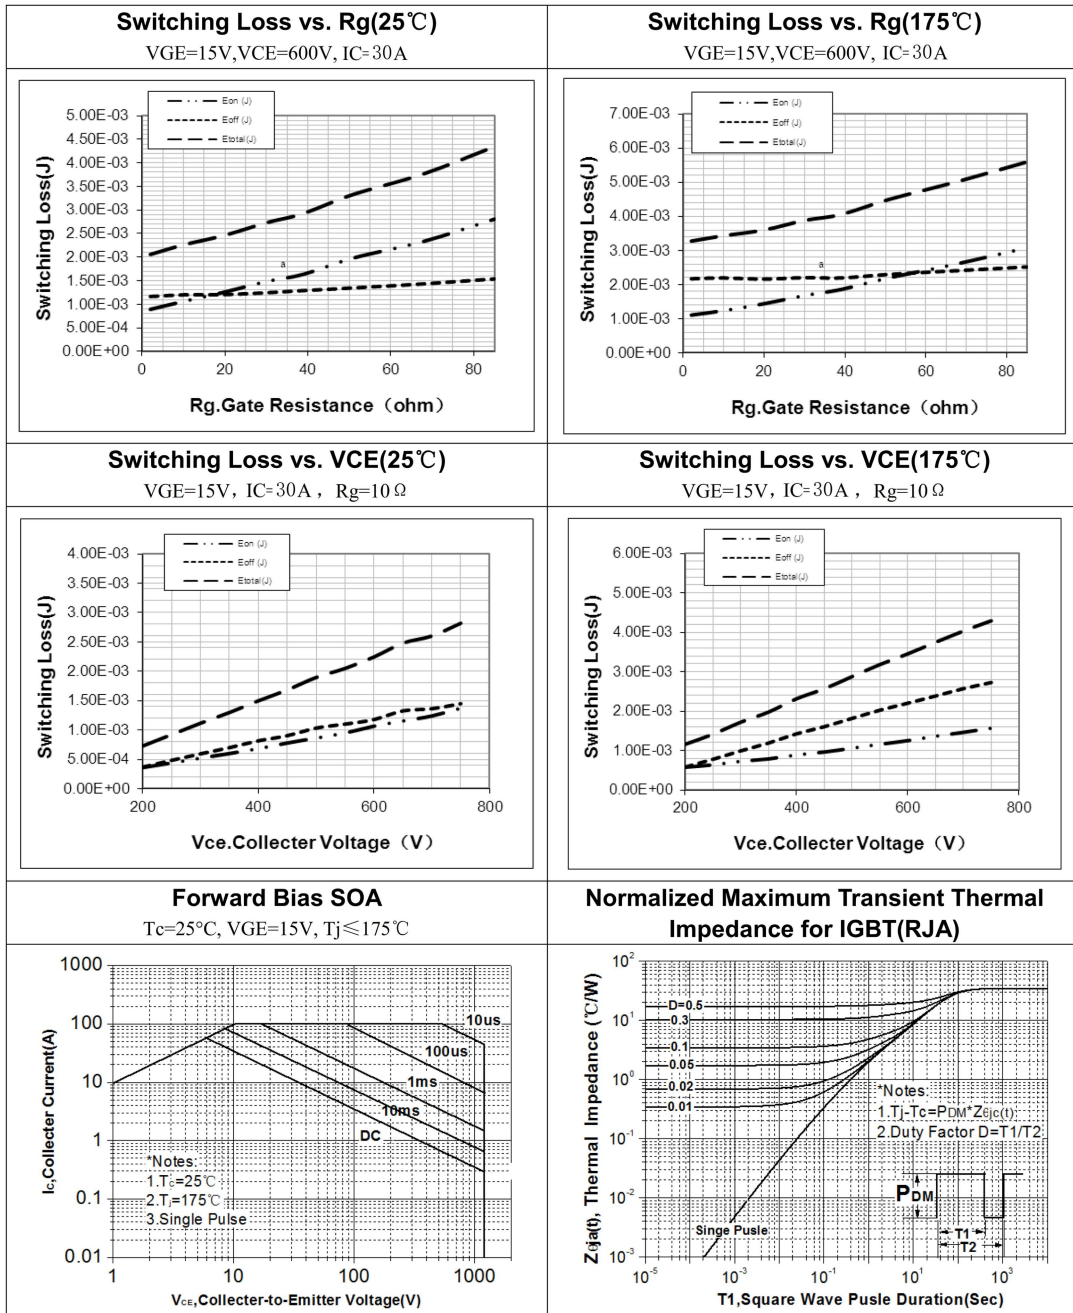 Switching Loss vs. Rg(25℃)
VGE=15V,VCE=600V, IC=30A
Eon (J)
Eoff (J)
Etotal(J)
5.00E-03
4.50E-03
4.00E-03
3.50E-03
3.00E-03
2.50E-03
2.00E-03
1.50E-03
1.00E-03
5.00E-04
0.00E+00
Switching Loss(J)
a
0 20 40 60 80
Rg.Gate Resistance（ohm）
Switching Loss vs. Rg(175℃)
VGE=15V,VCE=600V, IC=30A
Eon (J)
Eoff (J)
Etotal(J)
7.00E-03
6.00E-03
5.00E-03
4.00E-03
3.00E-03
2.00E-03
1.00E-03
0.00E+00
Switching Loss(J)
a
0 20 40 60 80
Rg.Gate Resistance（ohm）
Switching Loss vs. VCE(25℃)
VGE=15V, IC=30A , Rg=10Ω
Eon (J)
Eoff (J)
Etotal(J)
4.00E-03
3.50E-03
3.00E-03
2.50E-03
2.00E-03
1.50E-03
1.00E-03
5.00E-04
0.00E+00
Switching Loss(J)
200 400 600 800
Vce.Collecter Voltage（V）
Switching Loss vs. VCE(175℃)
VGE=15V, IC=30A , Rg=10Ω
Eon (J)
Eoff (J)
Etotal(J)
6.00E-03
5.00E-03
4.00E-03
3.00E-03
2.00E-03
1.00E-03
0.00E+00
Switching Loss(J)
200 400 600 800
Vce.Collecter Voltage（V）
Forward Bias SOA
Tc=25°C, VGE=15V, Tj≤175℃
1000
100
10
1
0.1
0.01
Ic,Collecter Current(A)
10us
100us
1ms
10ms
DC
*Notes:
1.Tc=25℃
2.Tj=175℃
3.Single Pulse
1 10 100 1000
VCE,Collecter-to-Emitter Voltage(V)
Normalized Maximum Transient Thermal
Impedance for IGBT(RJA)
10²
10¹
10⁰
10⁻¹
10⁻²
10⁻³
Zθja(t), Thermal Impedance (℃/W)
D=0.5
0.3
0.1
0.05
0.02
0.01
*Notes:
1.Tj-Tc=PDM*Zθjc(t)
2.Duty Factor D=T1/T2
PDM
T1
T2
Singe Pusle
10⁻⁵ 10⁻³ 10⁻¹ 10¹ 10³
T1,Square Wave Pusle Duration(Sec)